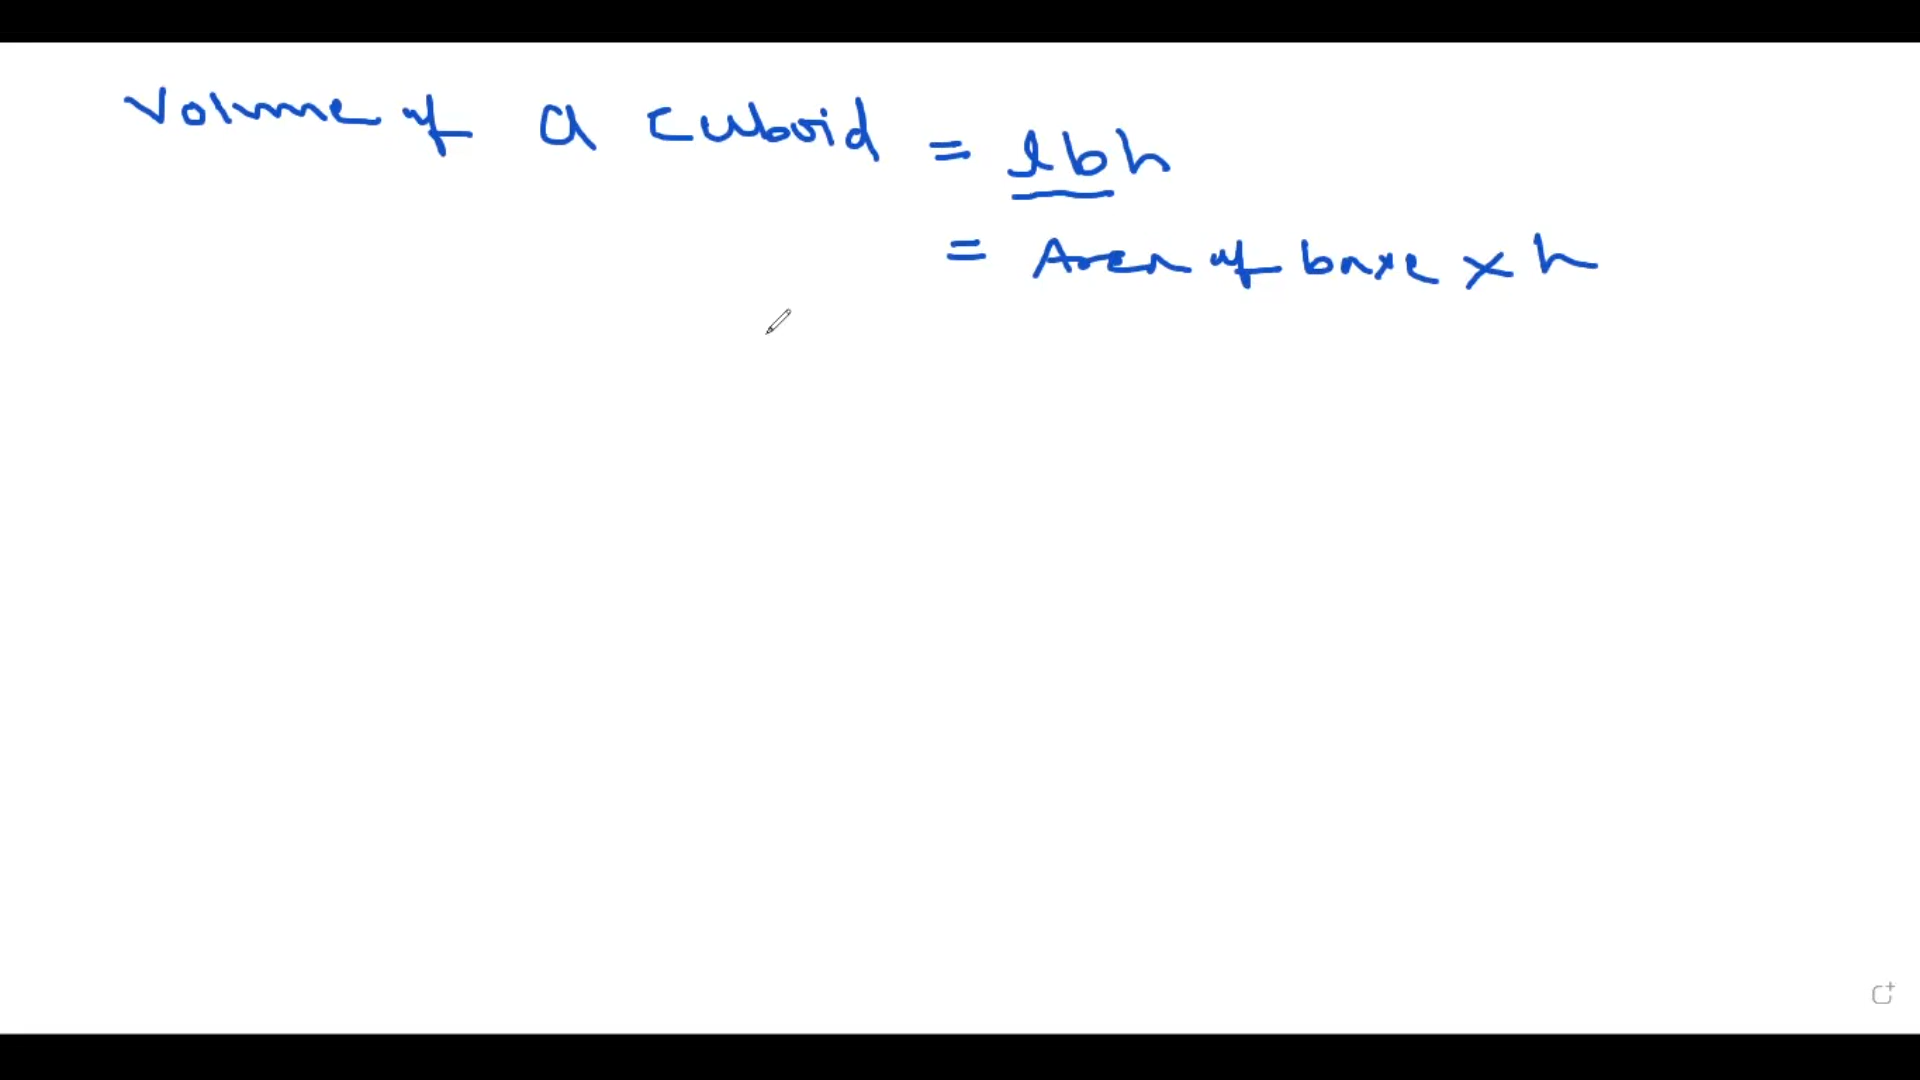 Volume of a cuboid = lbh
= Area of base × h